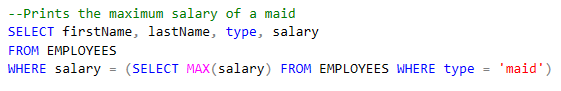 --Prints the maximum salary of a maid
SELECT firstName, lastName, type, salary
FROM EMPLOYEES
WHERE salary = (SELECT MAX(salary) FROM EMPLOYEES WHERE type = 'maid')